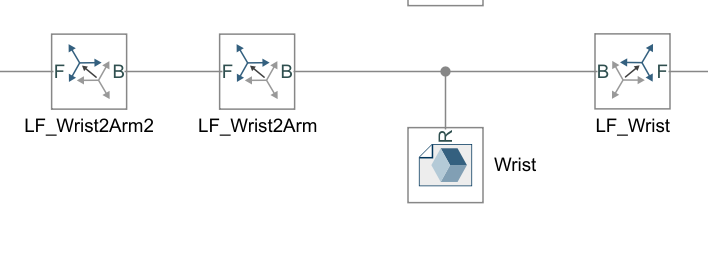 F B F B B F
LF_Wrist2Arm2 LF_Wrist2Arm LF_Wrist
R
Wrist